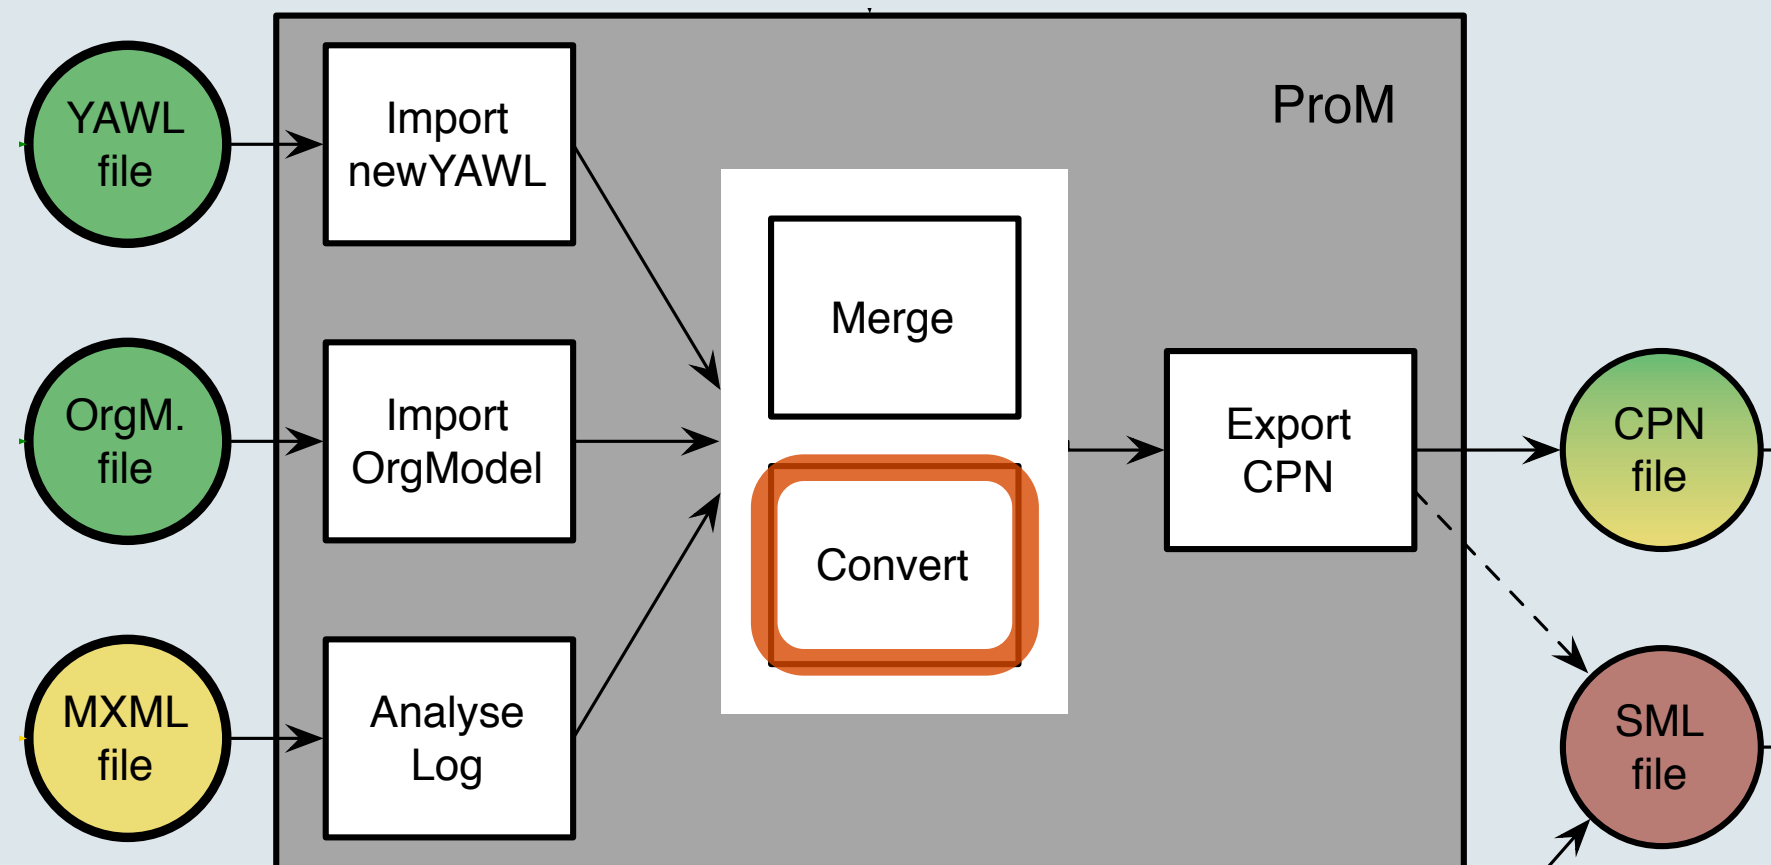 YAWL
file
Import
newYAWL
ProM
Merge
OrgM.
file
Import
OrgModel
Export
CPN
CPN
file
Convert
MXML
file
Analyse
Log
SML
file